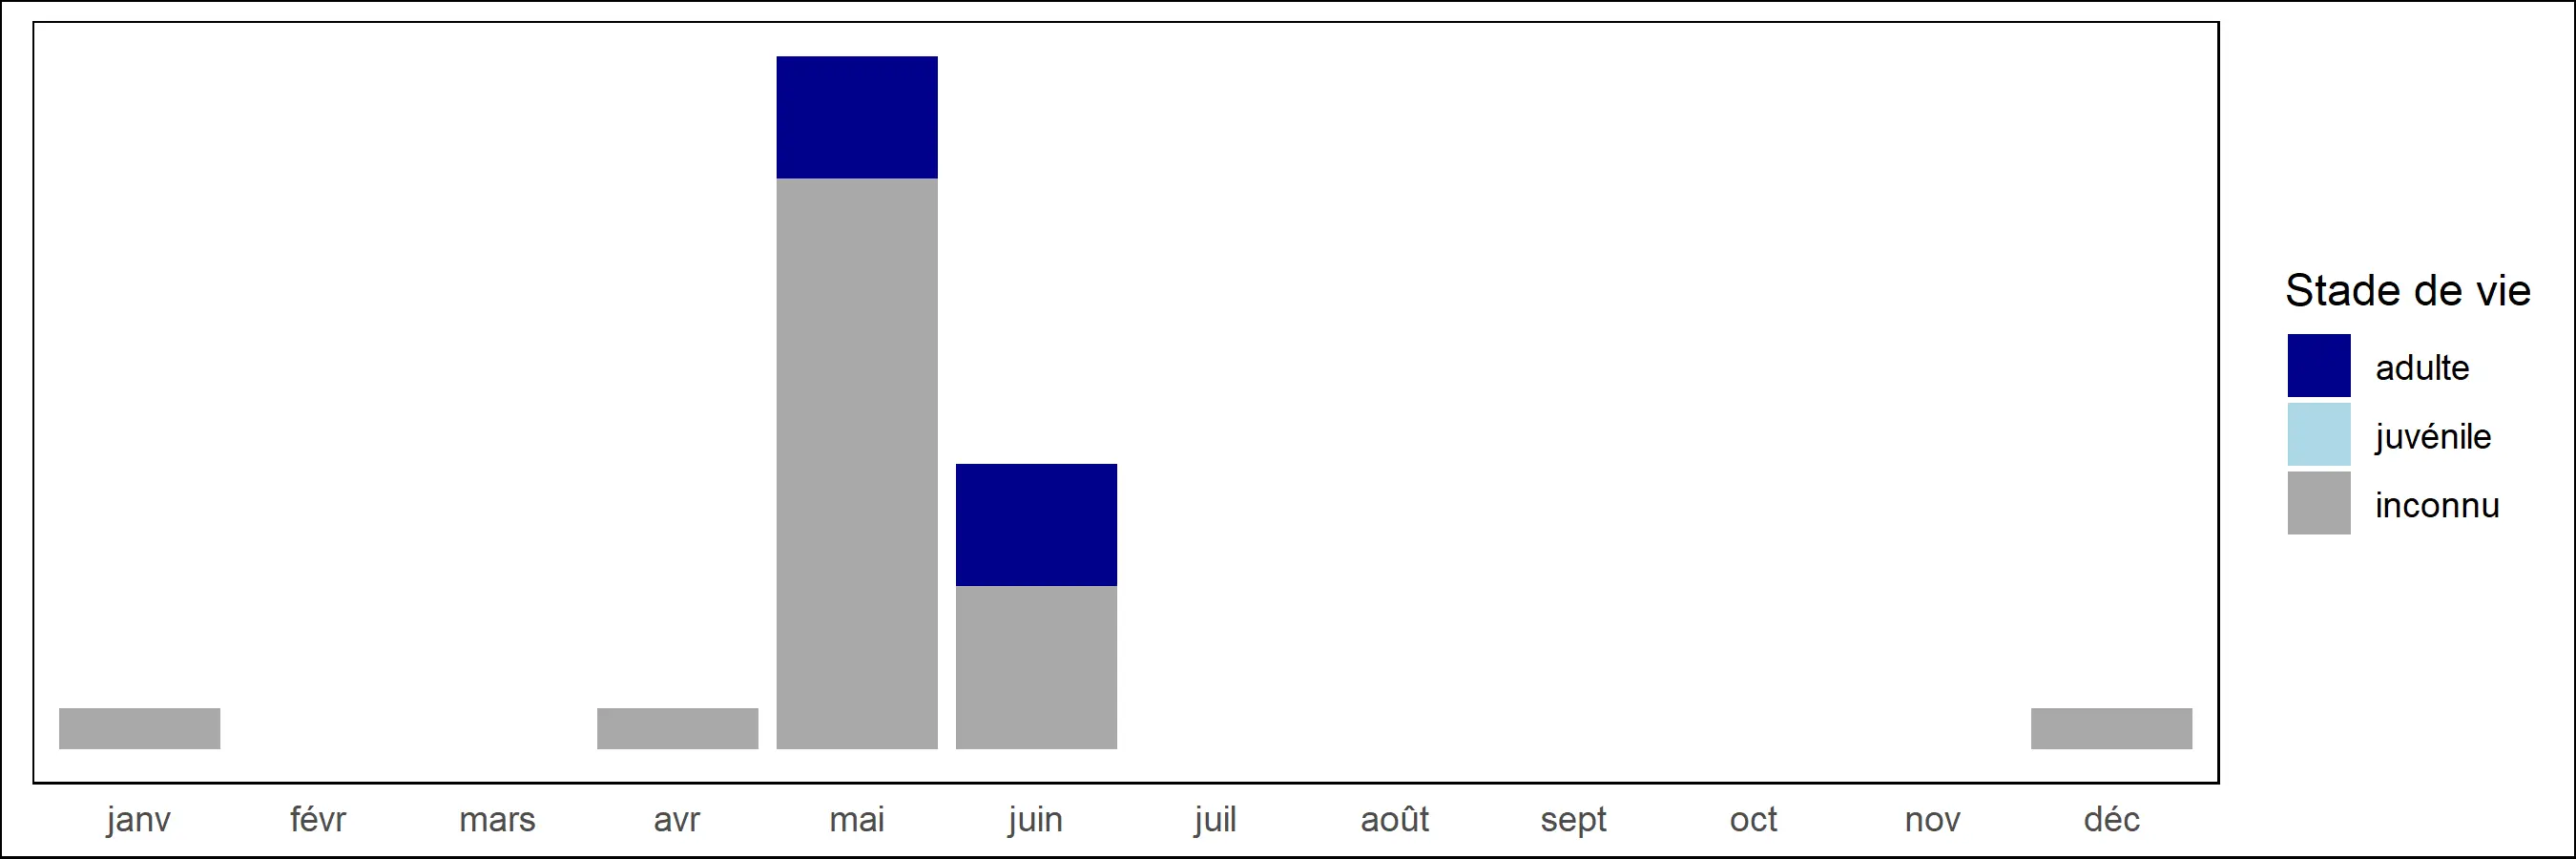 Stade de vie
adulte
juvénile
inconnu
janv févr mars avr mai juin juil août sept oct nov déc